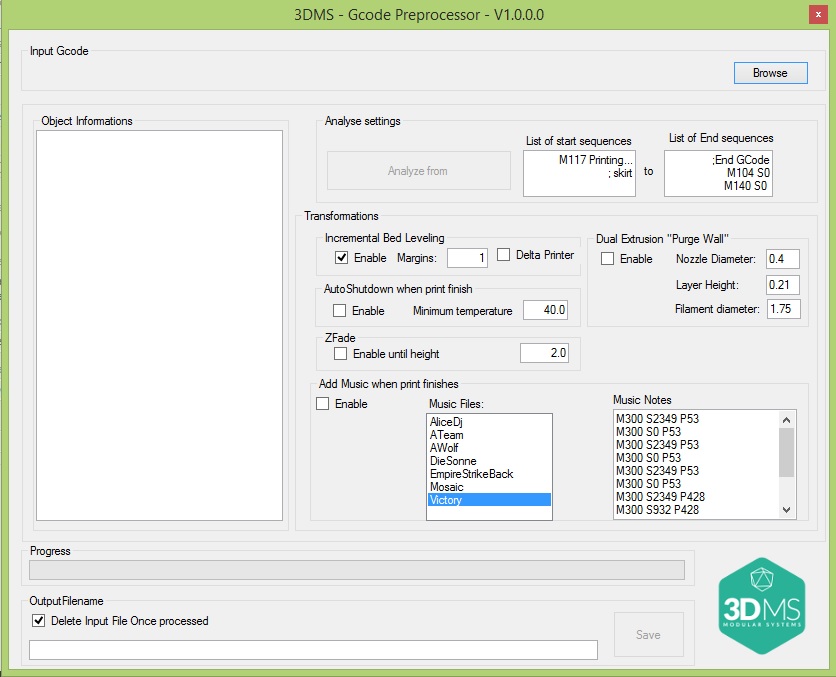 3DMS - Gcode Preprocessor - V1.0.0.0
x
Input Gcode
Browse
Object Informations
Analyse settings
Analyze from
List of start sequences
M117 Printing...
; skirt
to
List of End sequences
;End GCode
M104 S0
M140 S0
Transformations
Incremental Bed Leveling
Enable Margins: 1 Delta Printer
AutoShutdown when print finish
Enable Minimum temperature 40.0
ZFade
Enable until height 2.0
Dual Extrusion "Purge Wall"
Enable Nozzle Diameter: 0.4
Layer Height: 0.21
Filament diameter: 1.75
Add Music when print finishes
Enable
Music Files:
AliceDj
ATeam
AWolf
DieSonne
EmpireStrikeBack
Mosaic
Victory
Music Notes
M300 S2349 P53
M300 S0 P53
M300 S2349 P53
M300 S0 P53
M300 S2349 P53
M300 S0 P53
M300 S2349 P428
M300 S932 P428
Progress
OutputFilename
Delete Input File Once processed
Save
3DMS
MODULAR SYSTEMS